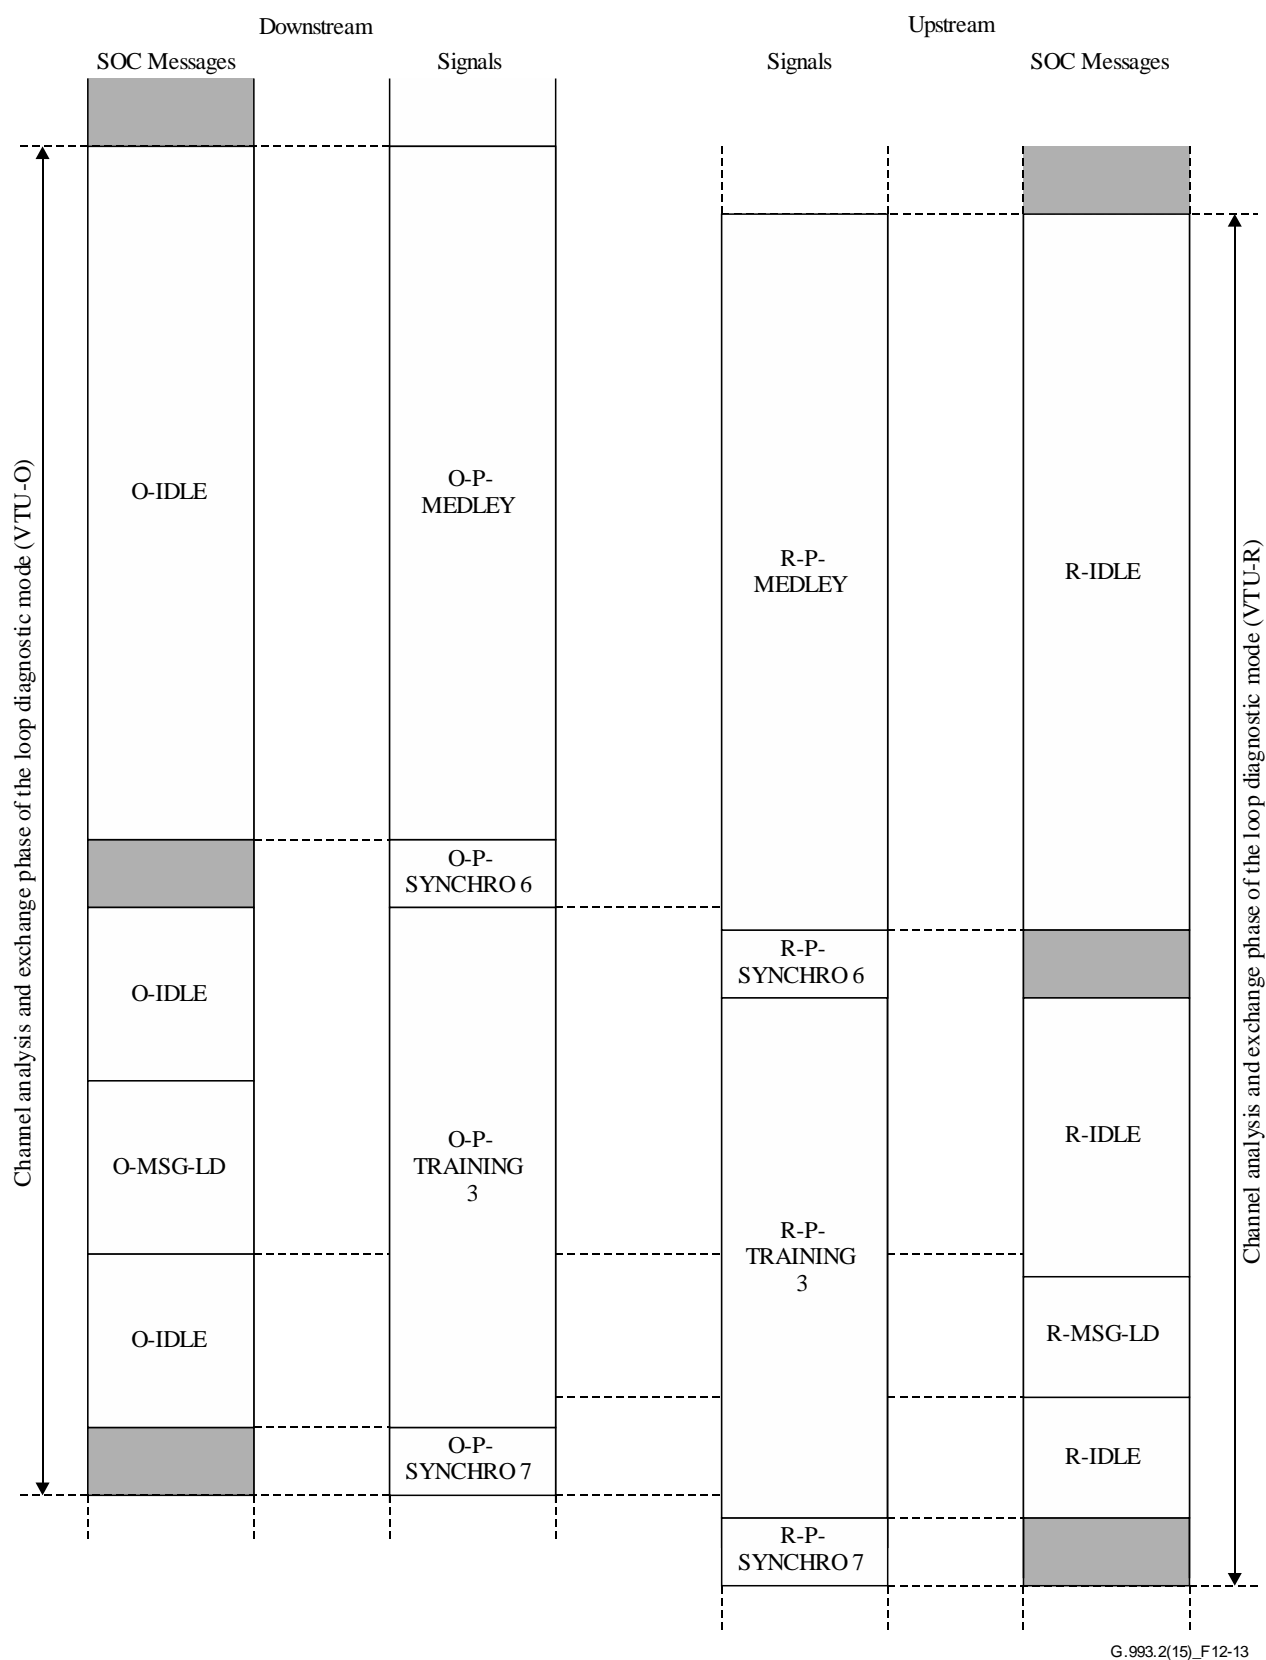 Downstream
Upstream
SOC Messages
Signals
Signals
SOC Messages
Channel analysis and exchange phase of the loop diagnostic mode (VTU-O)
O-IDLE
O-P-
MEDLEY
R-P-
MEDLEY
R-IDLE
Channel analysis and exchange phase of the loop diagnostic mode (VTU-R)
O-P-
SYNCHRO 6
R-P-
SYNCHRO 6
O-IDLE
O-MSG-LD
O-P-
TRAINING
3
R-IDLE
R-P-
TRAINING
3
O-IDLE
R-MSG-LD
O-P-
SYNCHRO 7
R-IDLE
R-P-
SYNCHRO 7
G.993.2(15)_F12-13